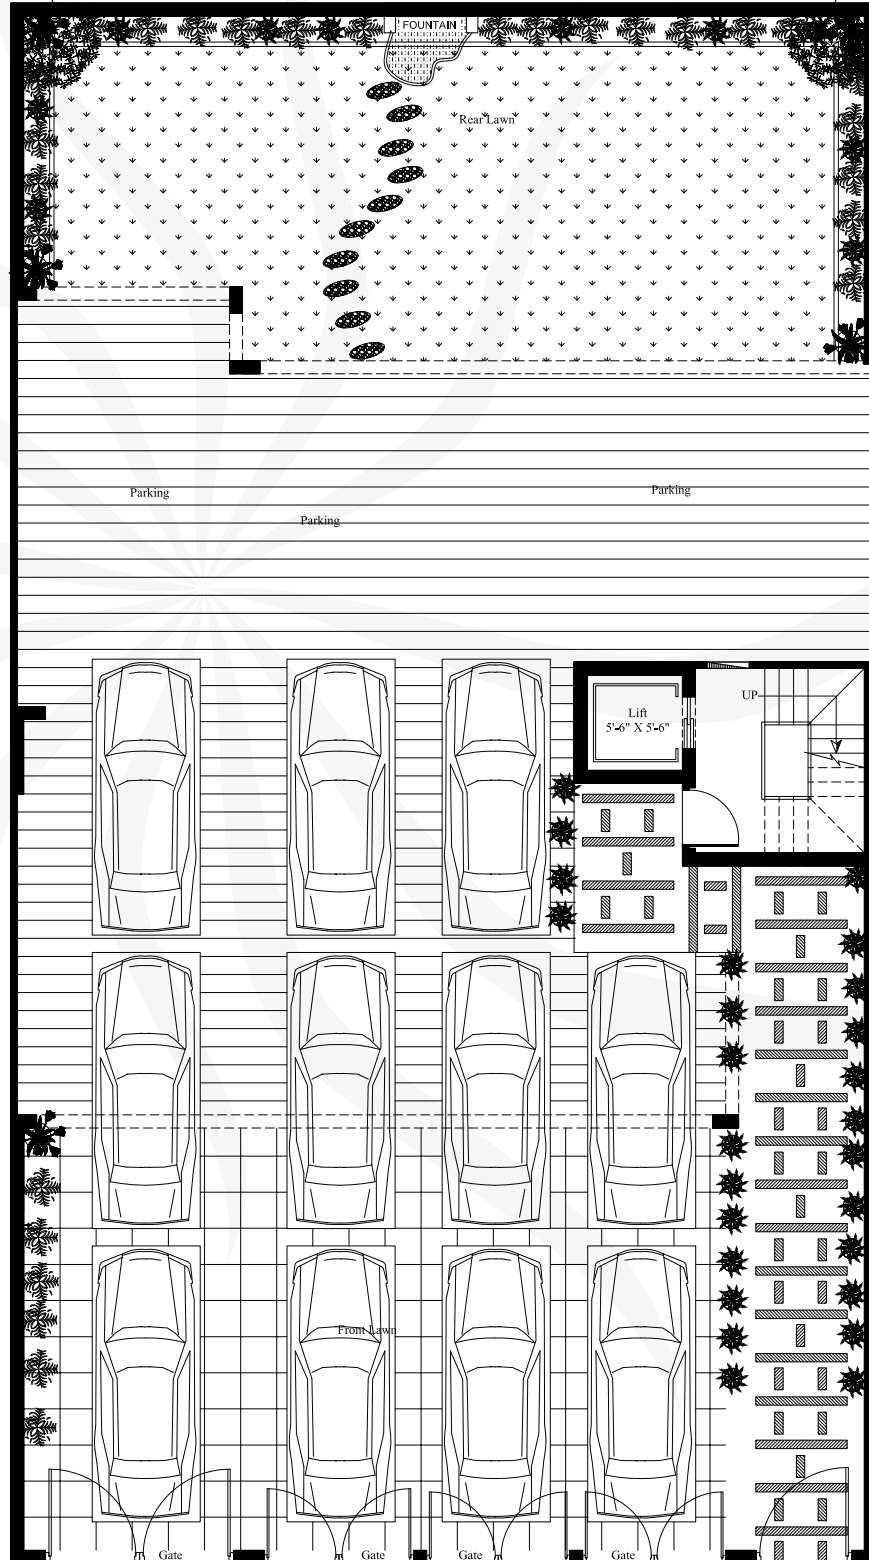 FOUNTAIN
Rear Lawn
Parking
Parking
Parking
UP
Lift
5'-6" X 5'-6"
Front Lawn
Gate
Gate
Gate
Gate